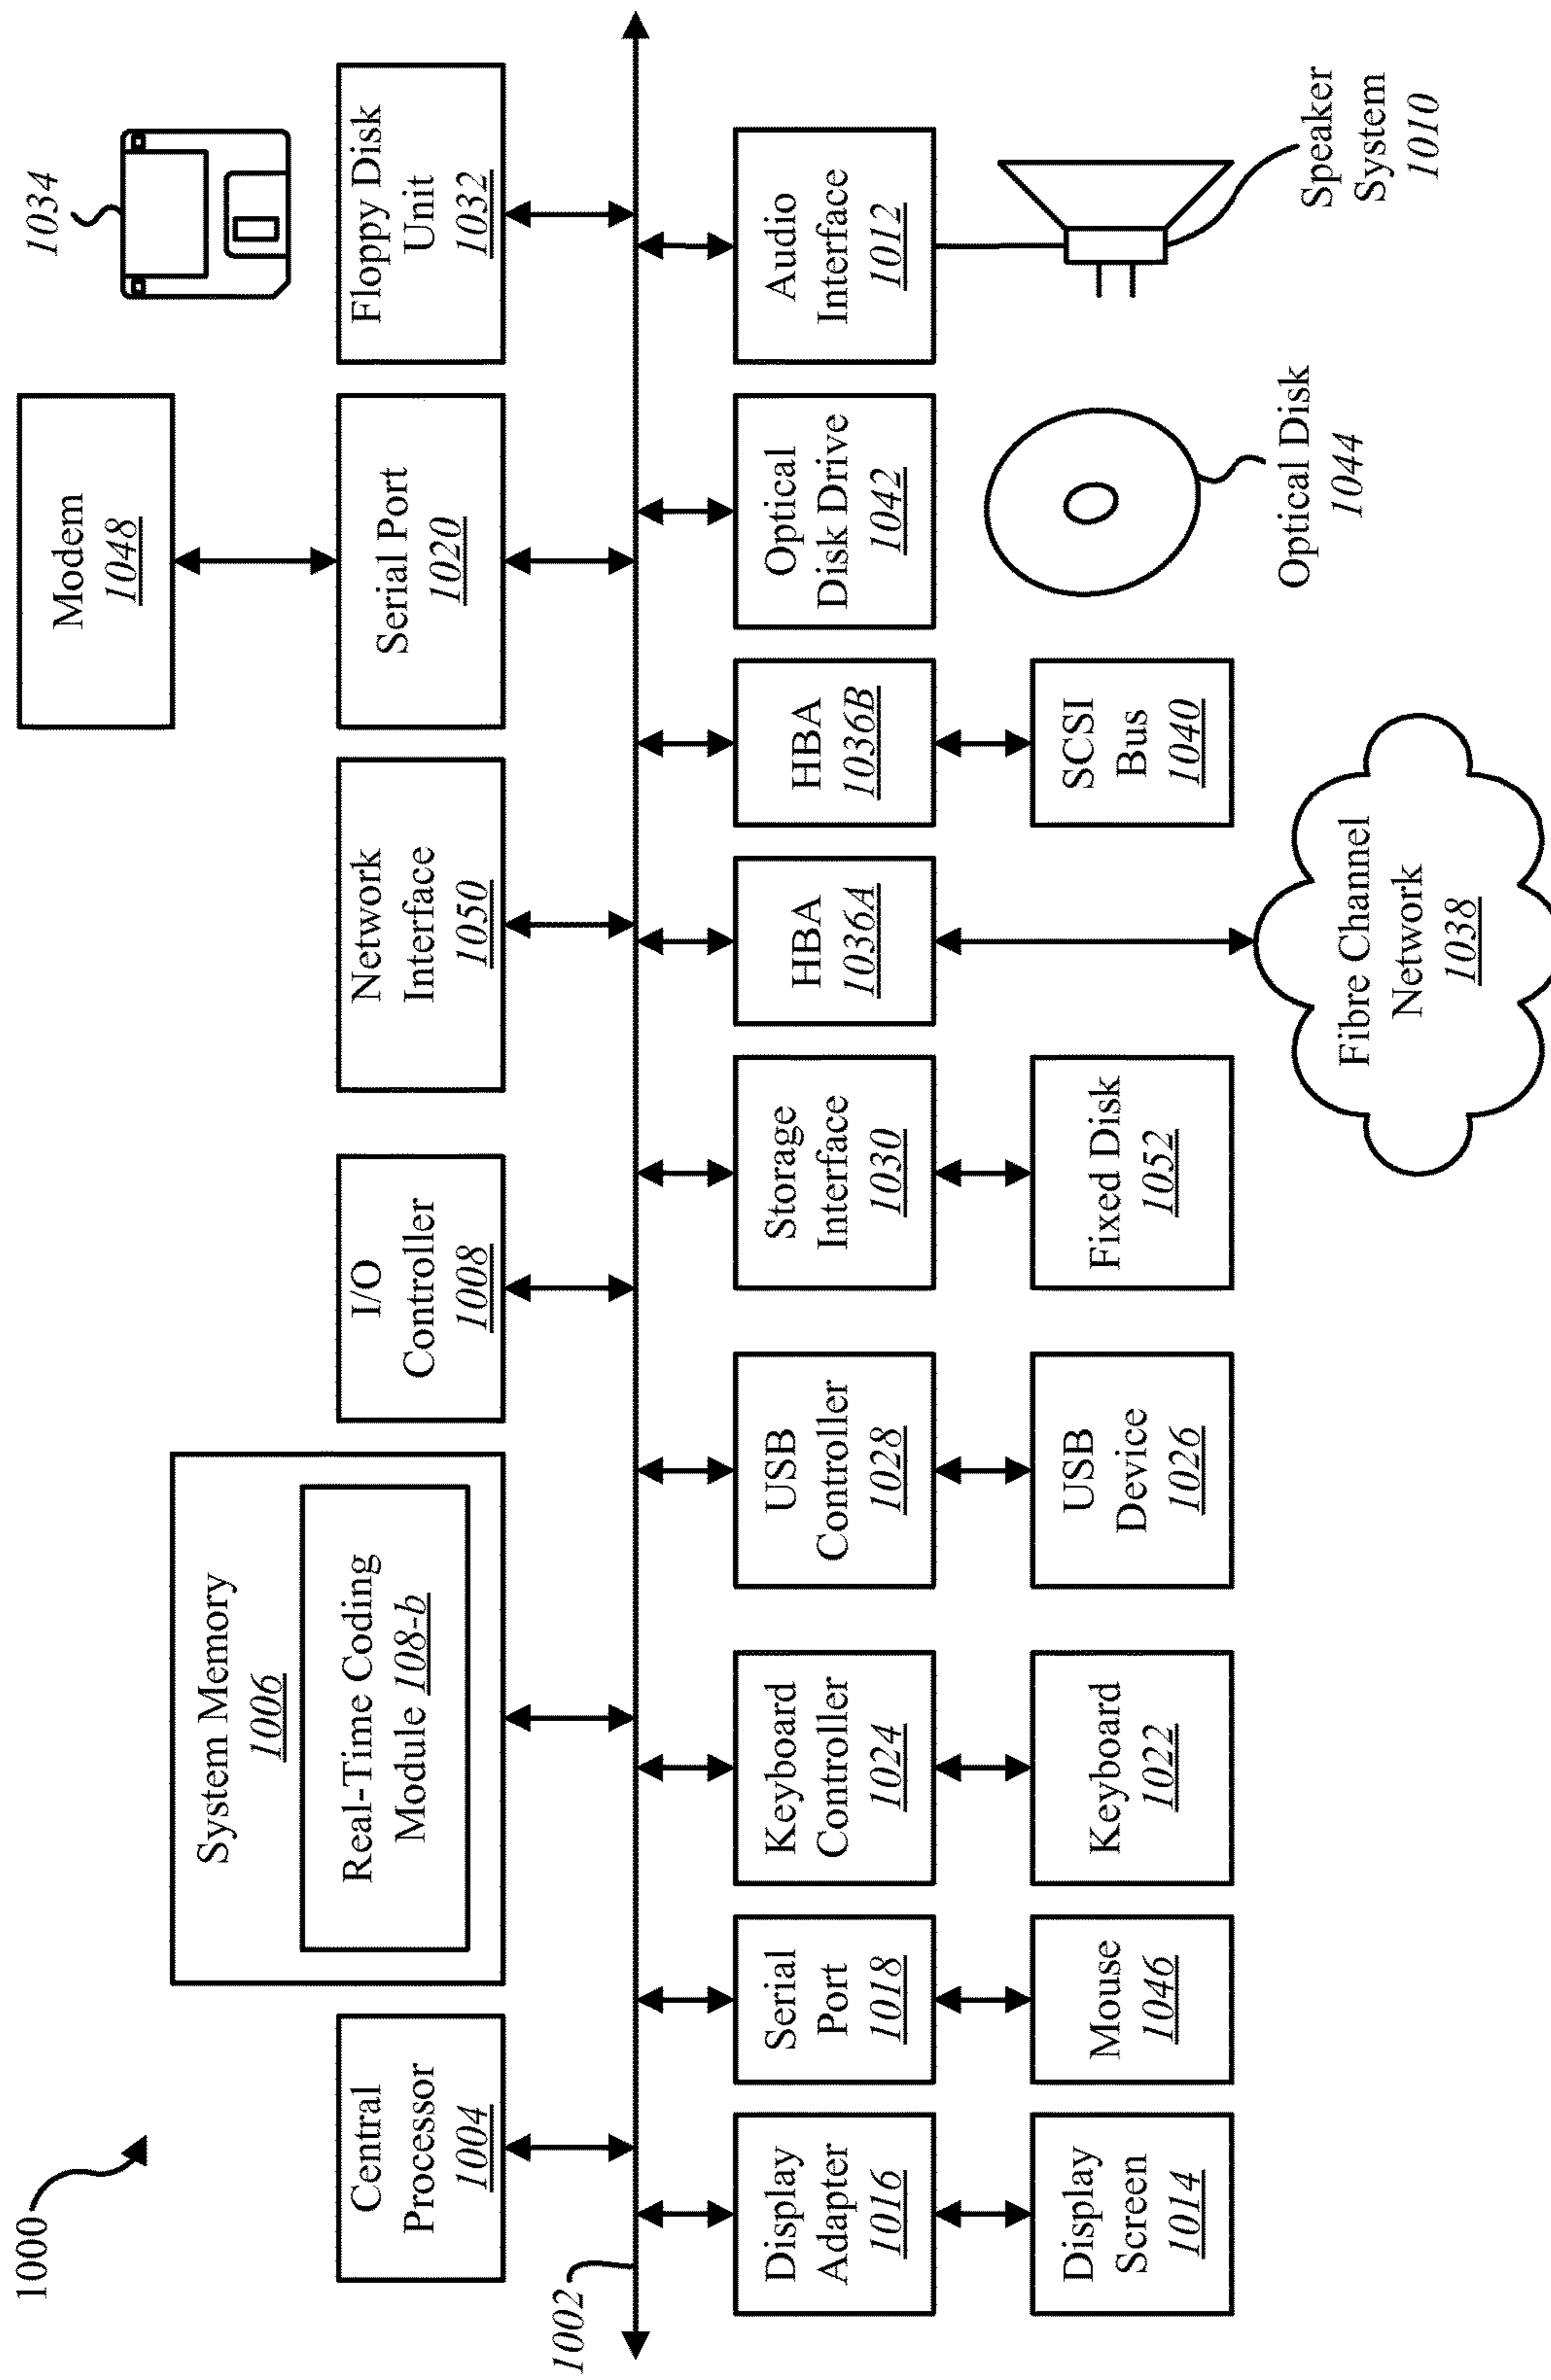 1000
Central
Processor
1004
System Memory
1006
Real-Time Coding
Module 108-b
I/O
Controller
1008
Network
Interface
1050
Modem
1048
Serial Port
1020
1034
Floppy Disk
Unit
1032
1002
Display
Adapter
1016
Serial
Port
1018
Keyboard
Controller
1024
USB
Controller
1028
Storage
Interface
1030
HBA
1036A
HBA
1036B
Optical
Disk Drive
1042
Audio
Interface
1012
Display
Screen
1014
Mouse
1046
Keyboard
1022
USB
Device
1026
Fixed Disk
1052
Fibre Channel
Network
1038
SCSI
Bus
1040
Optical Disk
1044
Speaker
System
1010